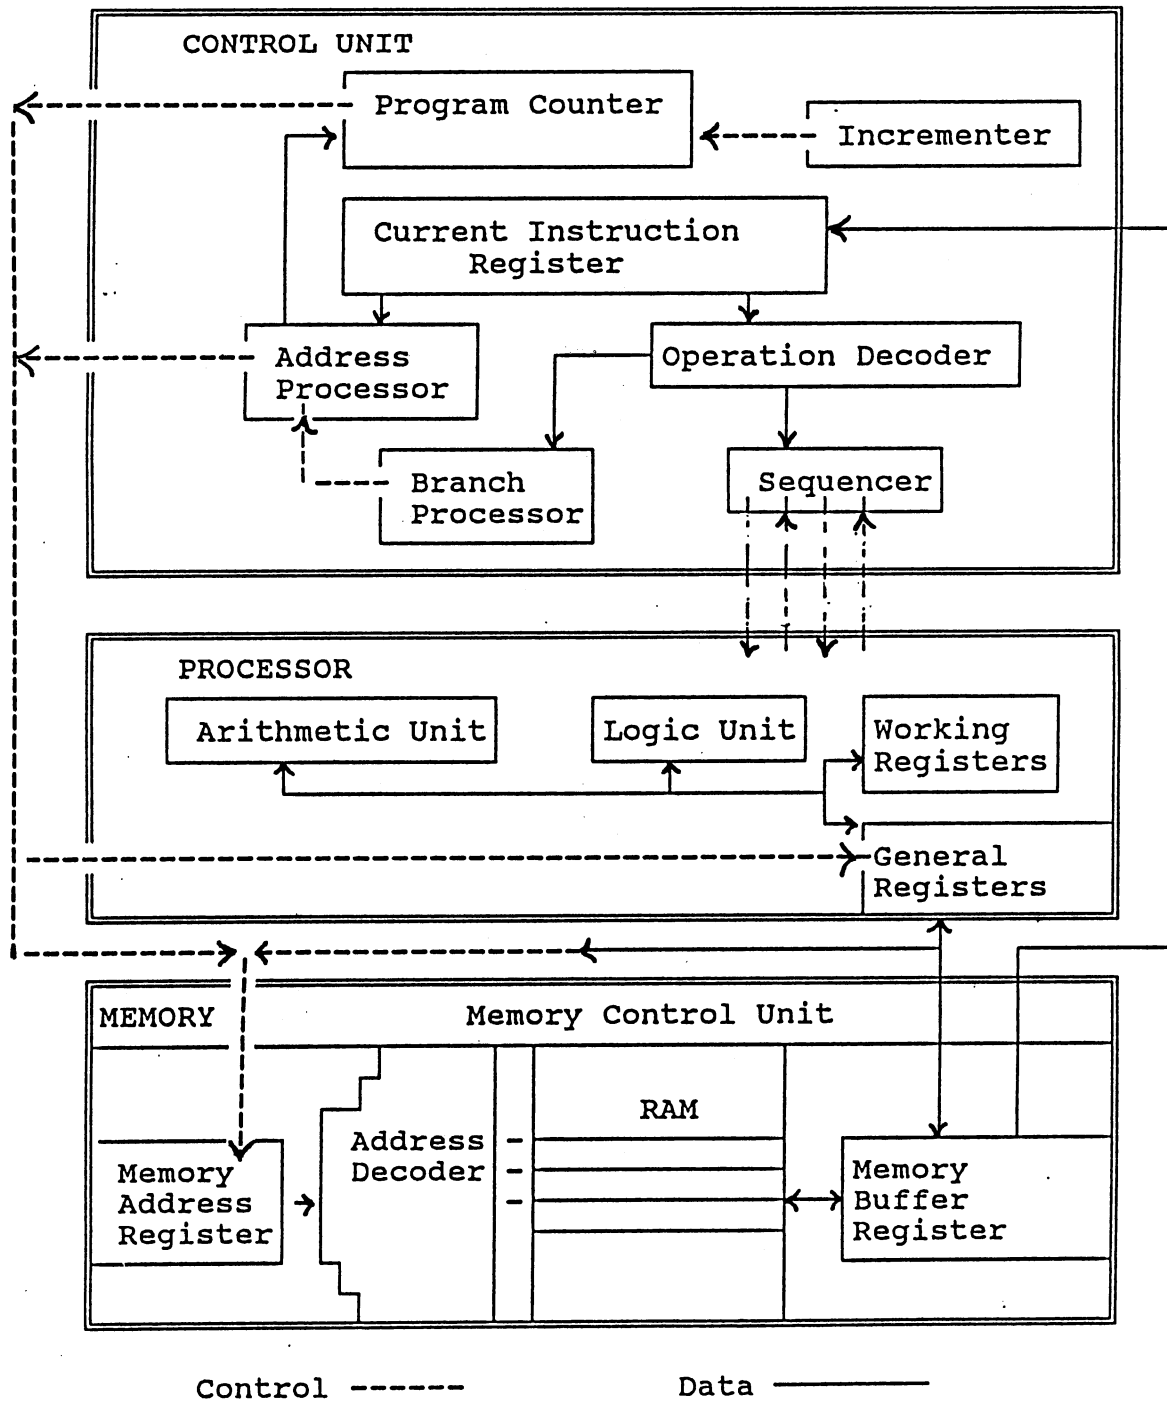 CONTROL UNIT
Program Counter
Incrementer
Current Instruction
Register
Address
Processor
Operation Decoder
Branch
Processor
Sequencer
PROCESSOR
Arithmetic Unit
Logic Unit
Working
Registers
General
Registers
MEMORY
Memory Control Unit
RAM
Address
Decoder
Memory
Address
Register
Memory
Buffer
Register
Control
Data